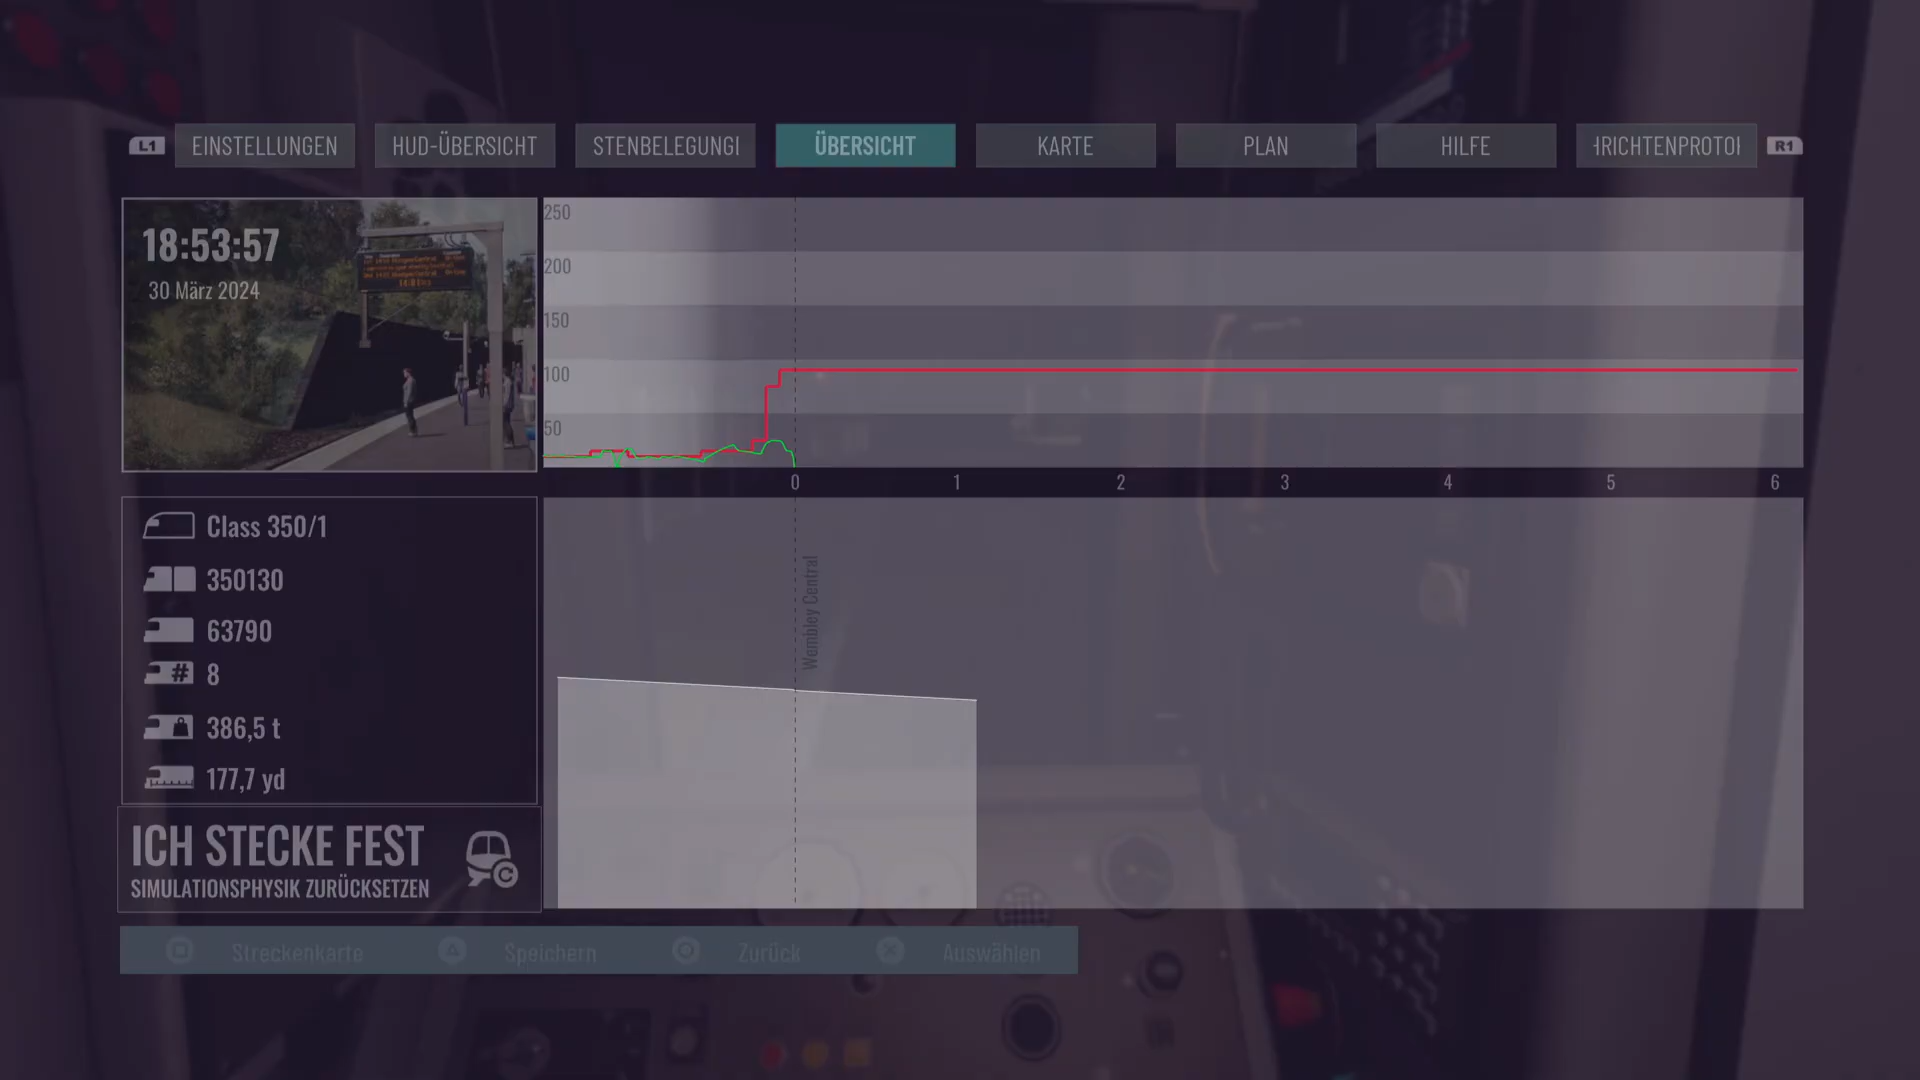 L1
EINSTELLUNGEN
HUD-ÜBERSICHT
STENBELEGUNGI
ÜBERSICHT
KARTE
PLAN
HILFE
RICHTENPROTOI
R1
18:53:57
30 März 2024
250
200
150
100
50
0 1 2 3 4 5 6
Class 350/1
350130
63790
# 8
386,5 t
177,7 yd
Wembley Central
ICH STECKE FEST
SIMULATIONSPHYSIK ZURÜCKSETZEN
Streckenkarte
Speichern
Zurück
Auswählen